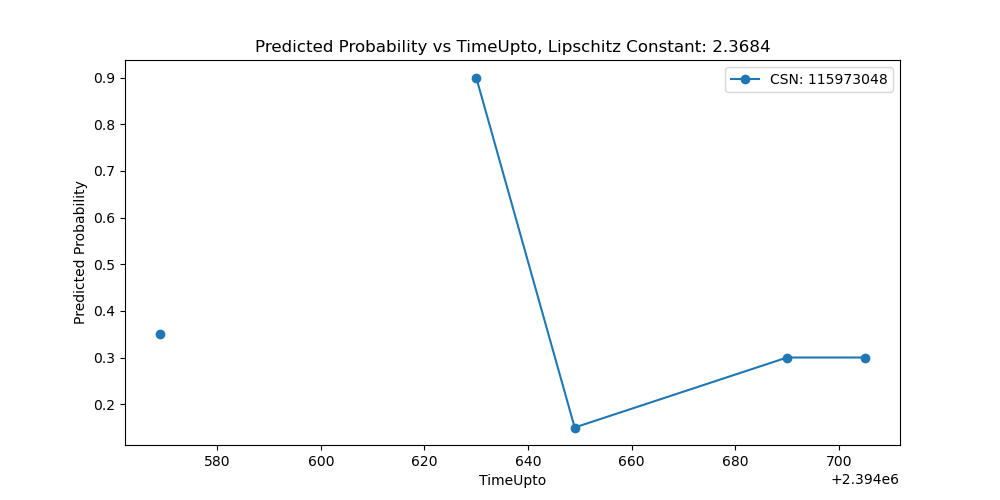 Predicted Probability vs TimeUpto, Lipschitz Constant: 2.3684
CSN: 115973048
Predicted Probability
0.9
0.8
0.7
0.6
0.5
0.4
0.3
0.2
580 600 620 640 660 680 700
+2.394e6
TimeUpto